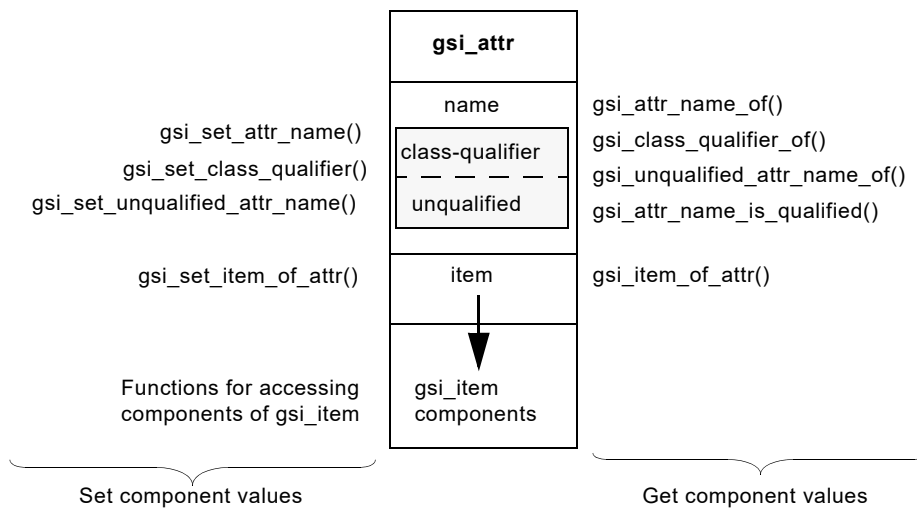 gsi_attr
name
gsi_attr_name_of()
gsi_set_attr_name()
gsi_class_qualifier_of()
class-qualifier
gsi_set_class_qualifier()
gsi_unqualified_attr_name_of()
gsi_set_unqualified_attr_name()
unqualified
gsi_attr_name_is_qualified()
gsi_set_item_of_attr()
item
gsi_item_of_attr()
Functions for accessing
components of gsi_item
gsi_item
components
Set component values
Get component values